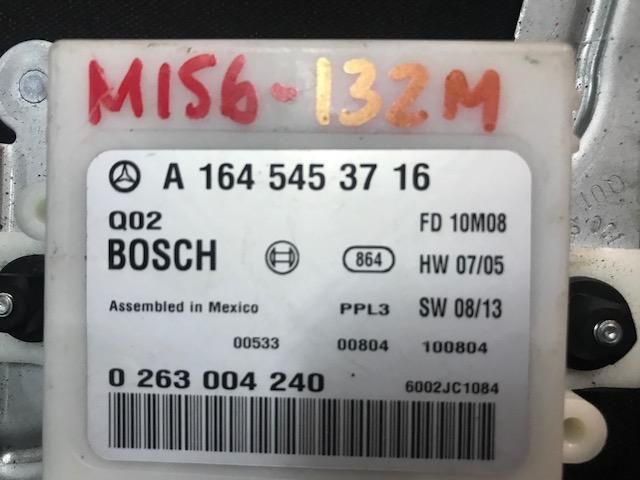 M156-132M
A 164 545 37 16
Q02 FD 10M08
BOSCH 864 HW 07/05
Assembled in Mexico PPL3 SW 08/13
00533 00804 100804
0 263 004 240 6002JC1084